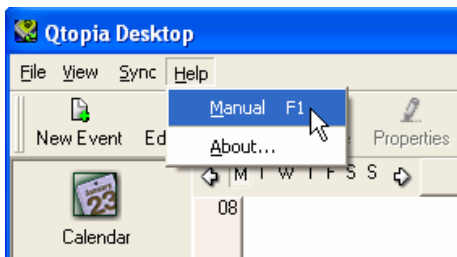 Qtopia Desktop
File View Sync Help
Manual F1
New Event Ed Properties
About...
M T W T F S S
08
January
23
Calendar